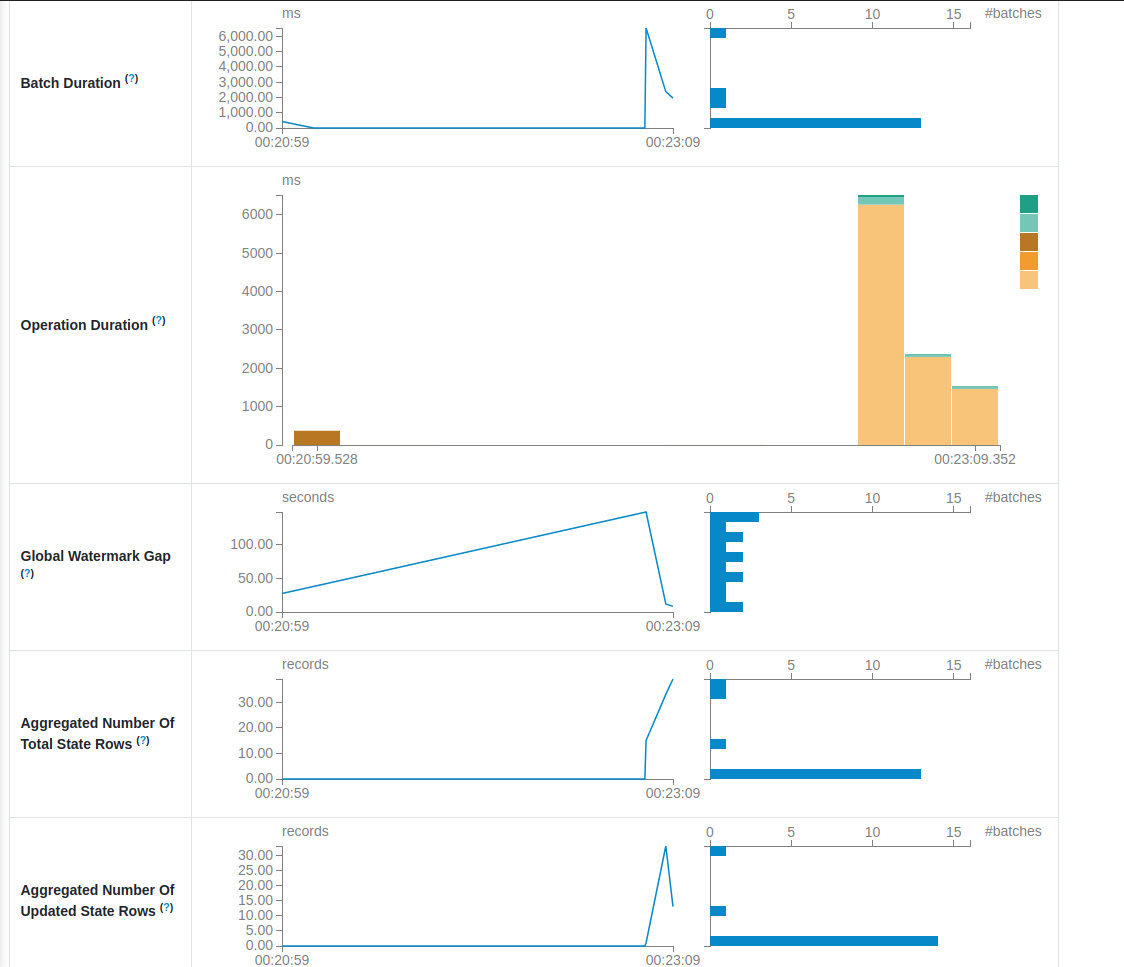 ms
0 5 10 15 #batches
6,000.00
5,000.00
4,000.00
3,000.00
2,000.00
1,000.00
0.00
Batch Duration (?)
00:20:59 00:23:09
ms
6000
5000
4000
3000
2000
1000
0
Operation Duration (?)
00:20:59.528 00:23:09.352
seconds
0 5 10 15 #batches
100.00
50.00
0.00
Global Watermark Gap
(?)
00:20:59 00:23:09
records
0 5 10 15 #batches
30.00
20.00
10.00
0.00
Aggregated Number Of
Total State Rows (?)
00:20:59 00:23:09
records
0 5 10 15 #batches
30.00
25.00
20.00
15.00
10.00
5.00
0.00
Aggregated Number Of
Updated State Rows (?)
00:20:59 00:23:09